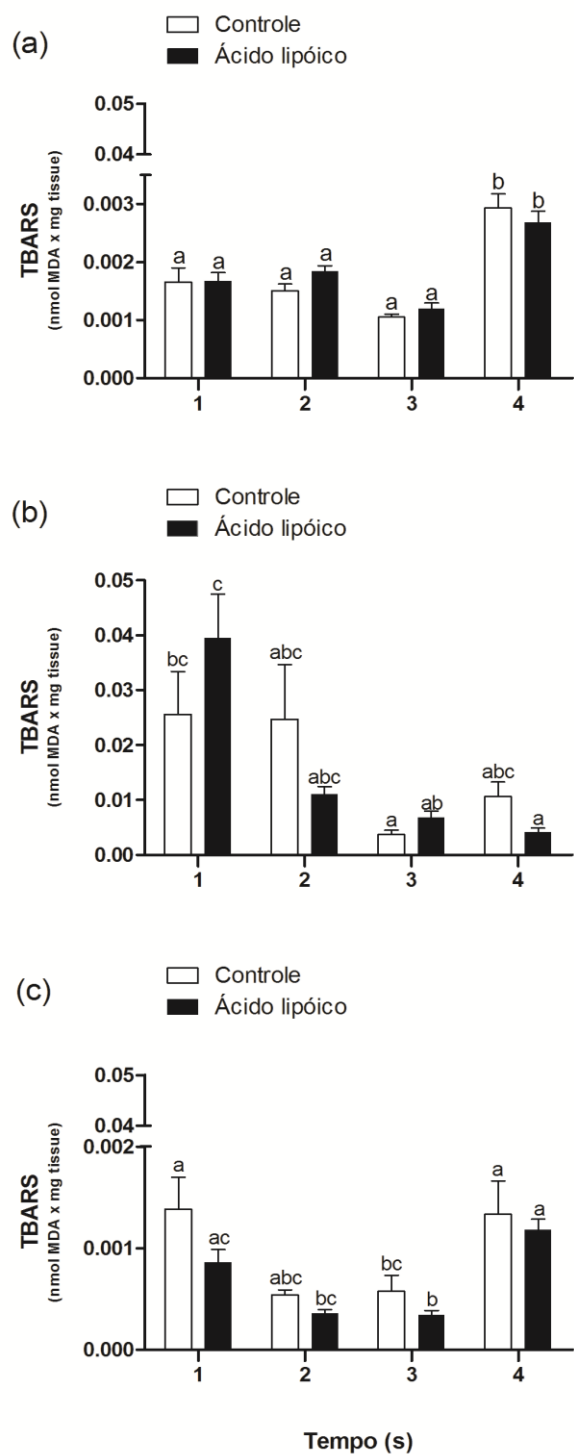 (a)
Controle
Ácido lipóico
0.05
0.04
0.003
0.002
0.001
0.000
TBARS
(nmol MDA x mg tissue)
a a a a a a b b
1 2 3 4
(b)
Controle
Ácido lipóico
0.05
0.04
0.03
0.02
0.01
0.00
TBARS
(nmol MDA x mg tissue)
bc c abc abc a ab abc a
1 2 3 4
(c)
Controle
Ácido lipóico
0.05
0.04
0.002
0.001
0.000
TBARS
(nmol MDA x mg tissue)
a ac abc bc bc b a a
1 2 3 4
Tempo (s)